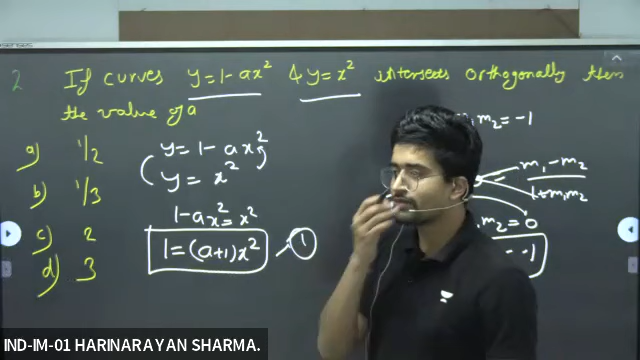 senses
2 If curves y=1-ax² & y=x² intersects orthogonally then
the value of a
a) 1/2
b) 1/3
c) 2
d) 3
y = 1 - ax²
y = x²
1-ax² = x²
1=(a+1)x² 1
m₂ = -1
m₁ - m₂
1+m₁m₂
m₂ = 0
-1
IND-IM-01 HARINARAYAN SHARMA.